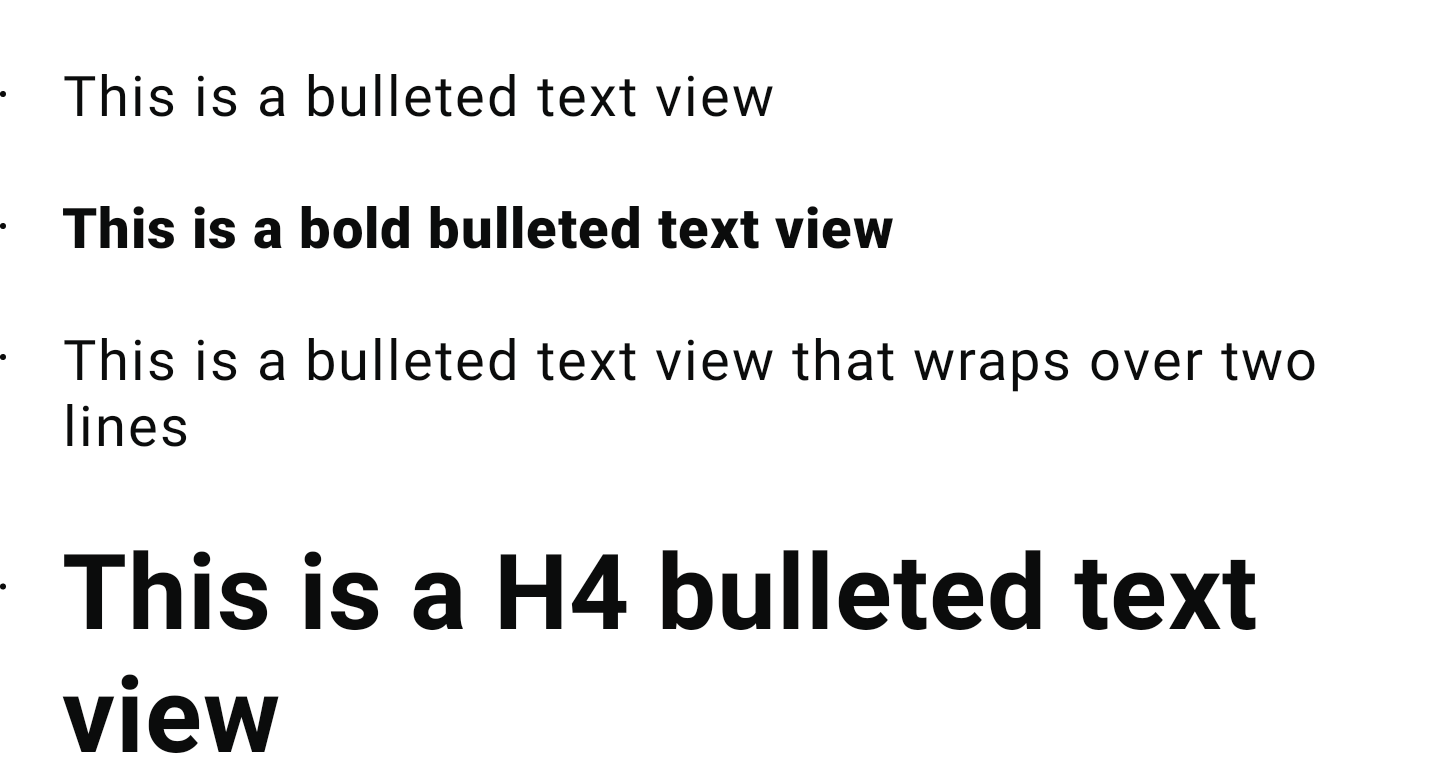 · This is a bulleted text view
· This is a bold bulleted text view
· This is a bulleted text view that wraps over two
lines
· This is a H4 bulleted text
view